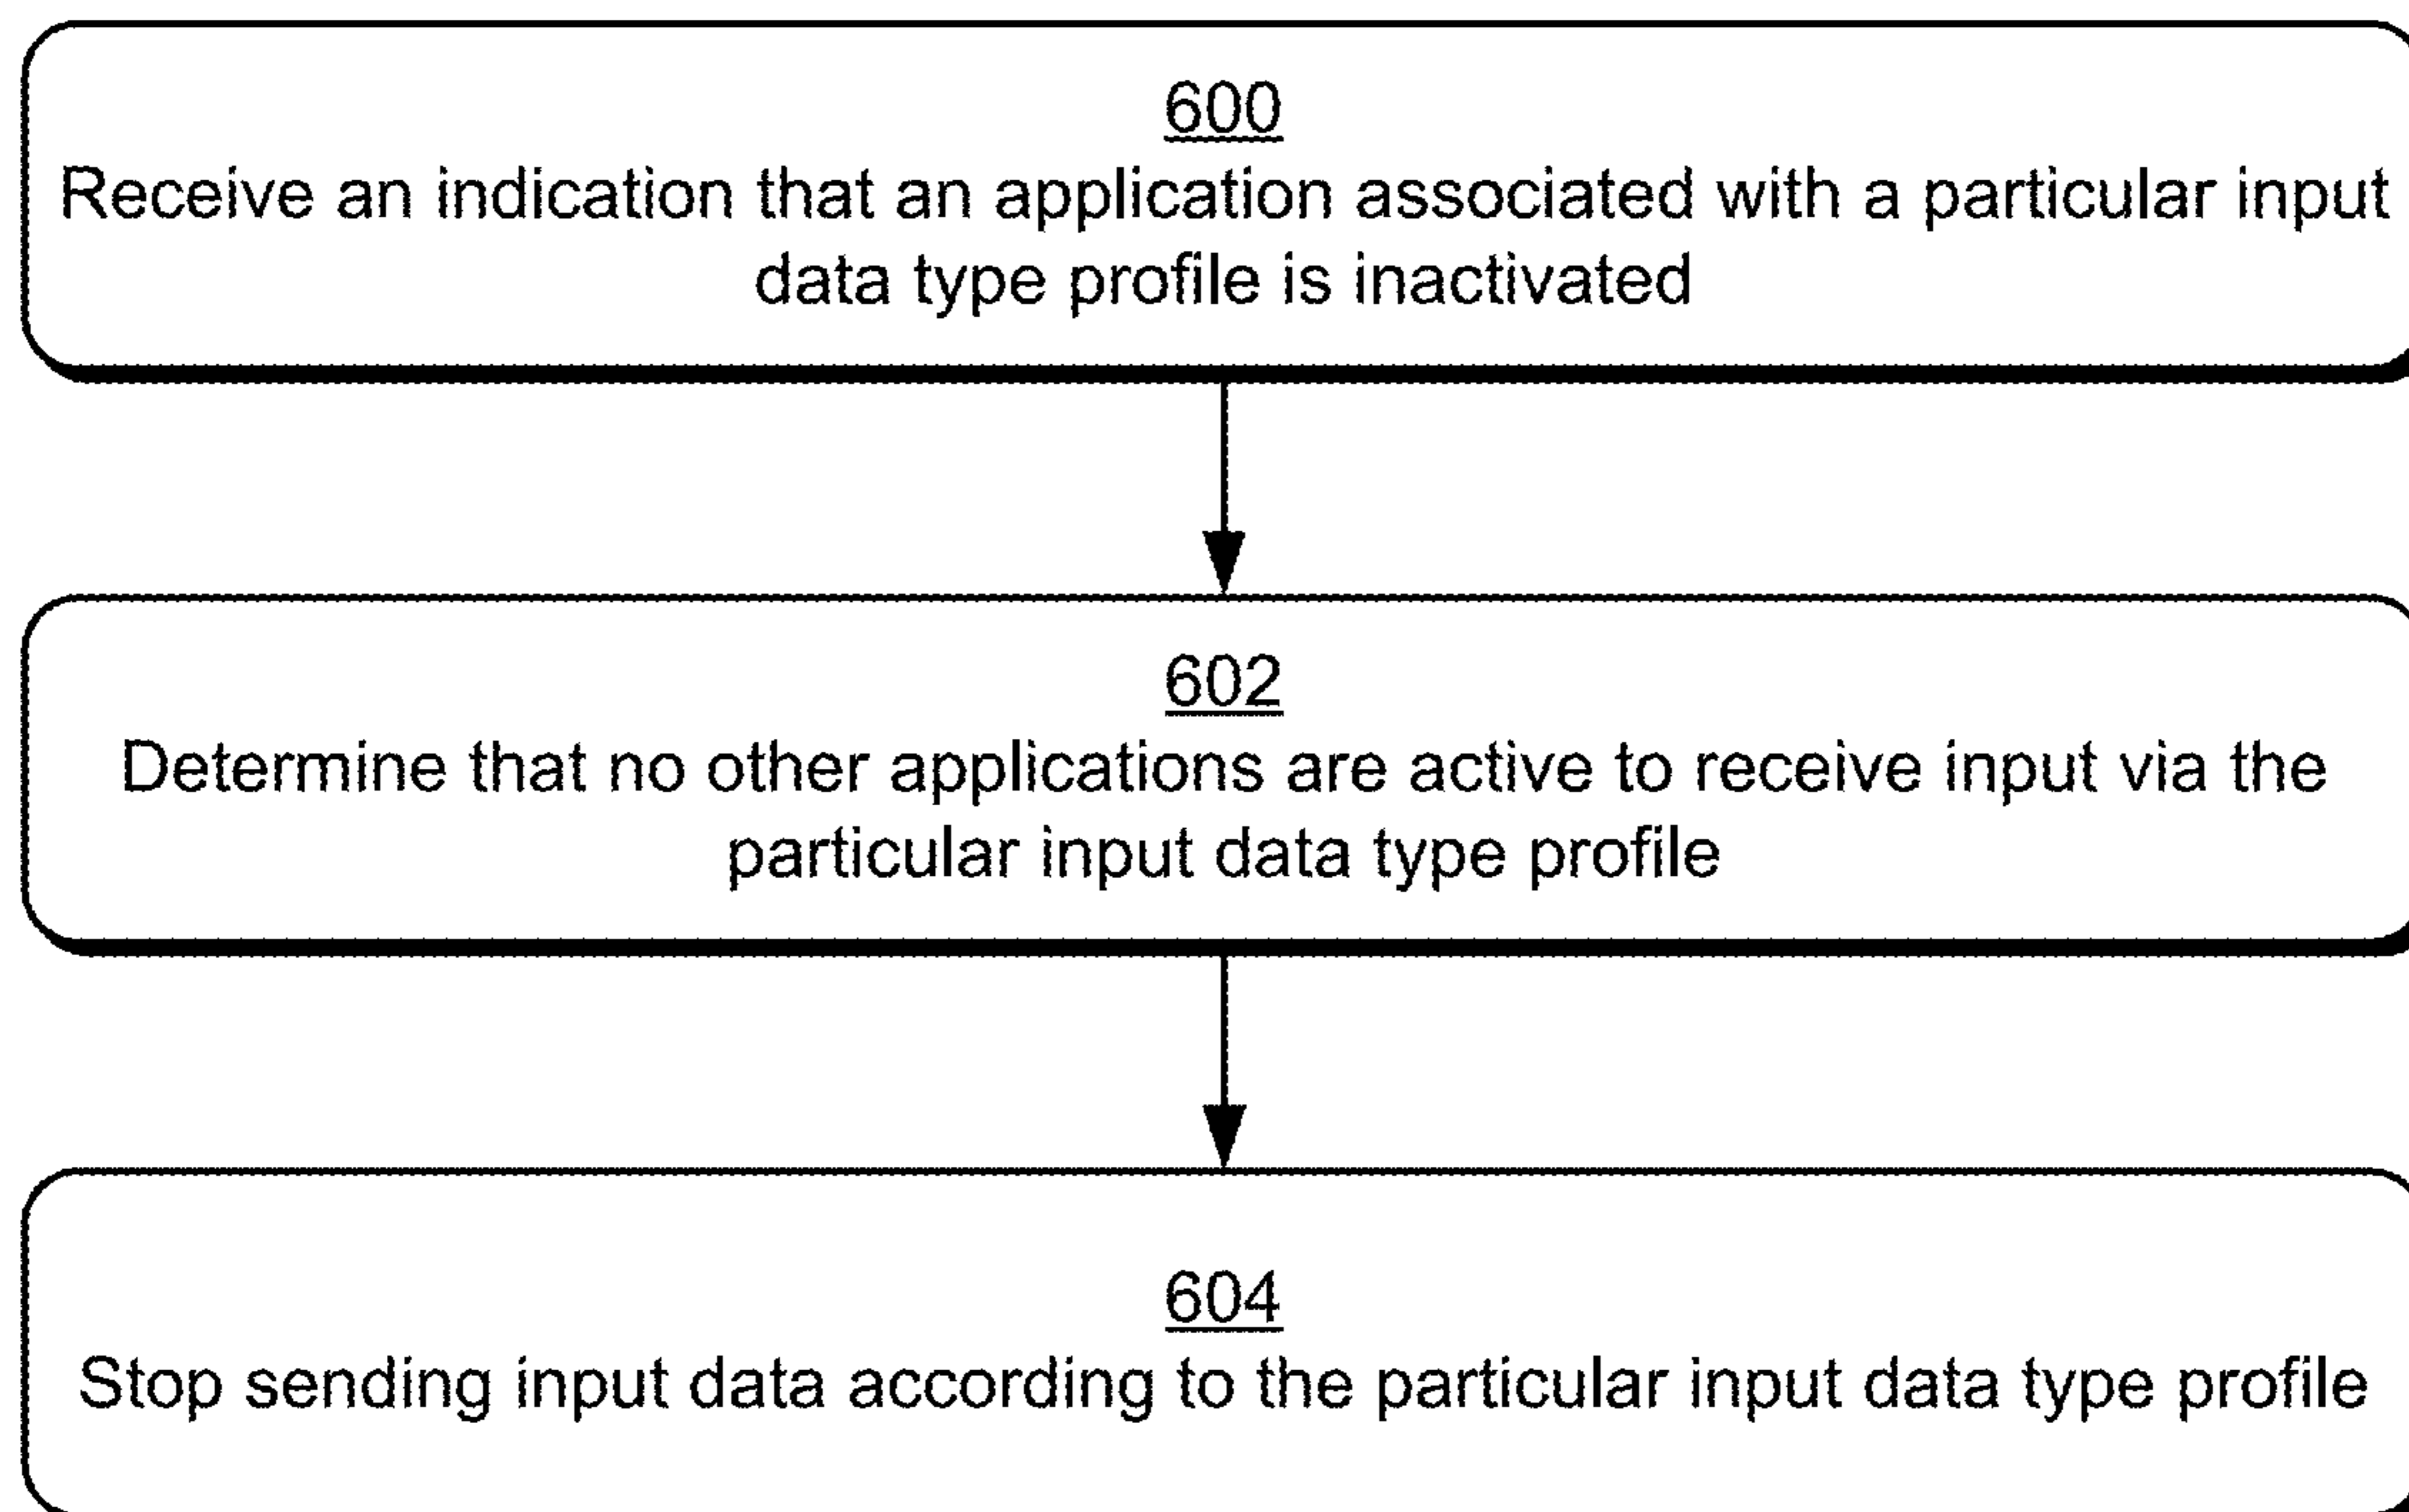 600
Receive an indication that an application associated with a particular input
data type profile is inactivated
602
Determine that no other applications are active to receive input via the
particular input data type profile
604
Stop sending input data according to the particular input data type profile